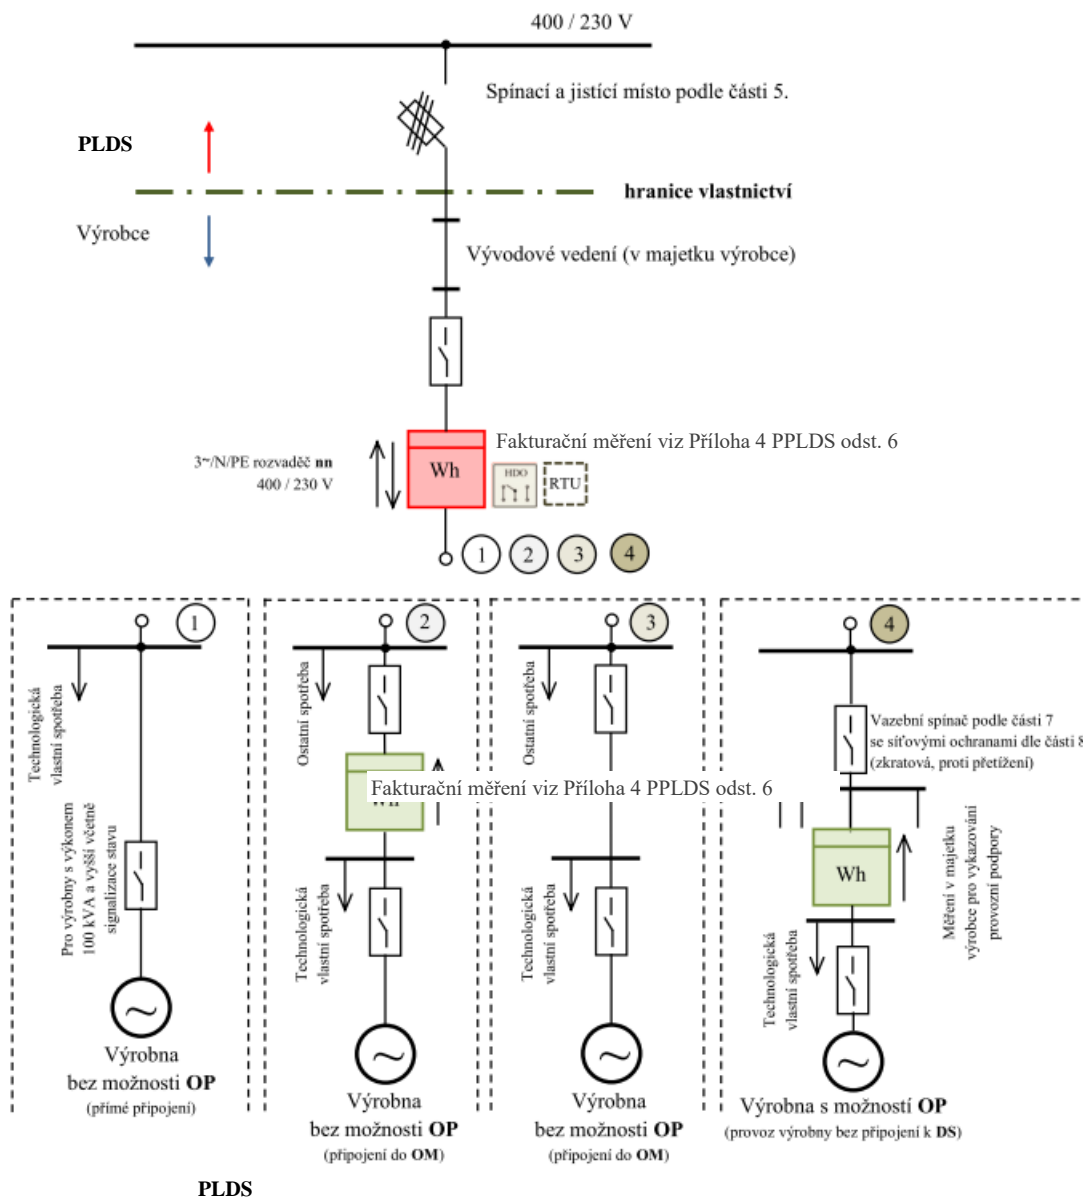 400 / 230 V
Spínací a jistící místo podle části 5.
PLDS
hranice vlastnictví
Výrobce
Vývodové vedení (v majetku výrobce)
Fakturační měření viz Příloha 4 PPLDS odst. 6
3~/N/PE rozvaděč nn
400 / 230 V
Wh
HDO
RTU
1
2
3
4
1
Technologická
vlastní spotřeba
Pro výrobny s výkonem
100 kVA a vyšší včetně
signalizace stavu
Výrobna
bez možnosti OP
(přímé připojení)
2
Ostatní spotřeba
Fakturační měření viz Příloha 4 PPLDS odst. 6
Technologická
vlastní spotřeba
Výrobna
bez možnosti OP
(připojení do OM)
3
Ostatní spotřeba
Technologická
vlastní spotřeba
Výrobna
bez možnosti OP
(připojení do OM)
4
Vazební spínač podle části 7
se síťovými ochranami dle části 8
(zkratová, proti přetížení)
Wh
Měření v majetku
výrobce pro vykazování
provozní podpory
Technologická
vlastní spotřeba
Výrobna s možností OP
(provoz výrobny bez připojení k DS)
PLDS